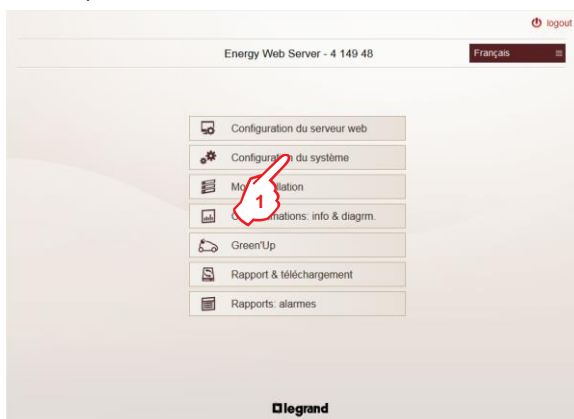 logout
Energy Web Server - 4 149 48
Français
Configuration du serveur web
Configuration du système
1
info & diagrm.
Green'Up
Rapport & téléchargement
Rapports: alarmes
legrand